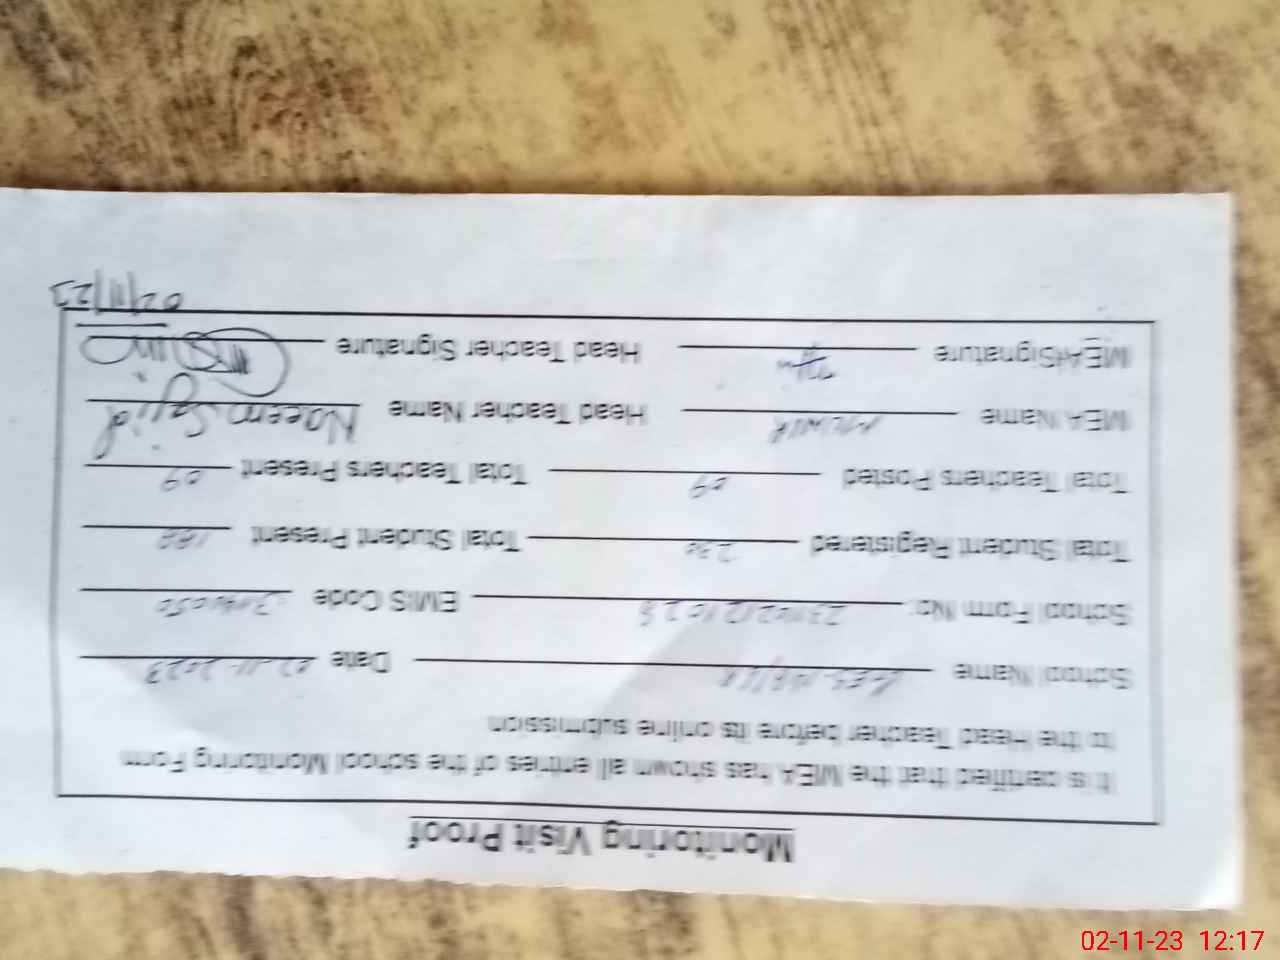 Monitoring Visit Proof
It is certified that the MEA has shown all entries of the school Monitoring Form
to the Head Teacher before its online submission
School Name Date 02-11-2023
School Form No: EMIS Code
Total Student Registered 230 Total Student Present 188
Total Teachers Posted 09 Total Teachers Present 09
MEA Name Munir Head Teacher Name Naeem Sajid
MEA Signature Head Teacher Signature
02/11/23
02-11-23 12:17